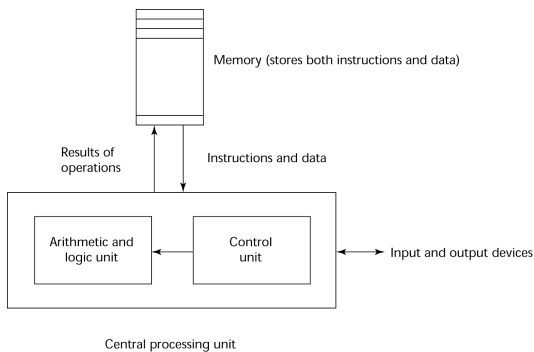 Memory (stores both instructions and data)
Results of
operations
Instructions and data
Arithmetic and
logic unit
Control
unit
Input and output devices
Central processing unit